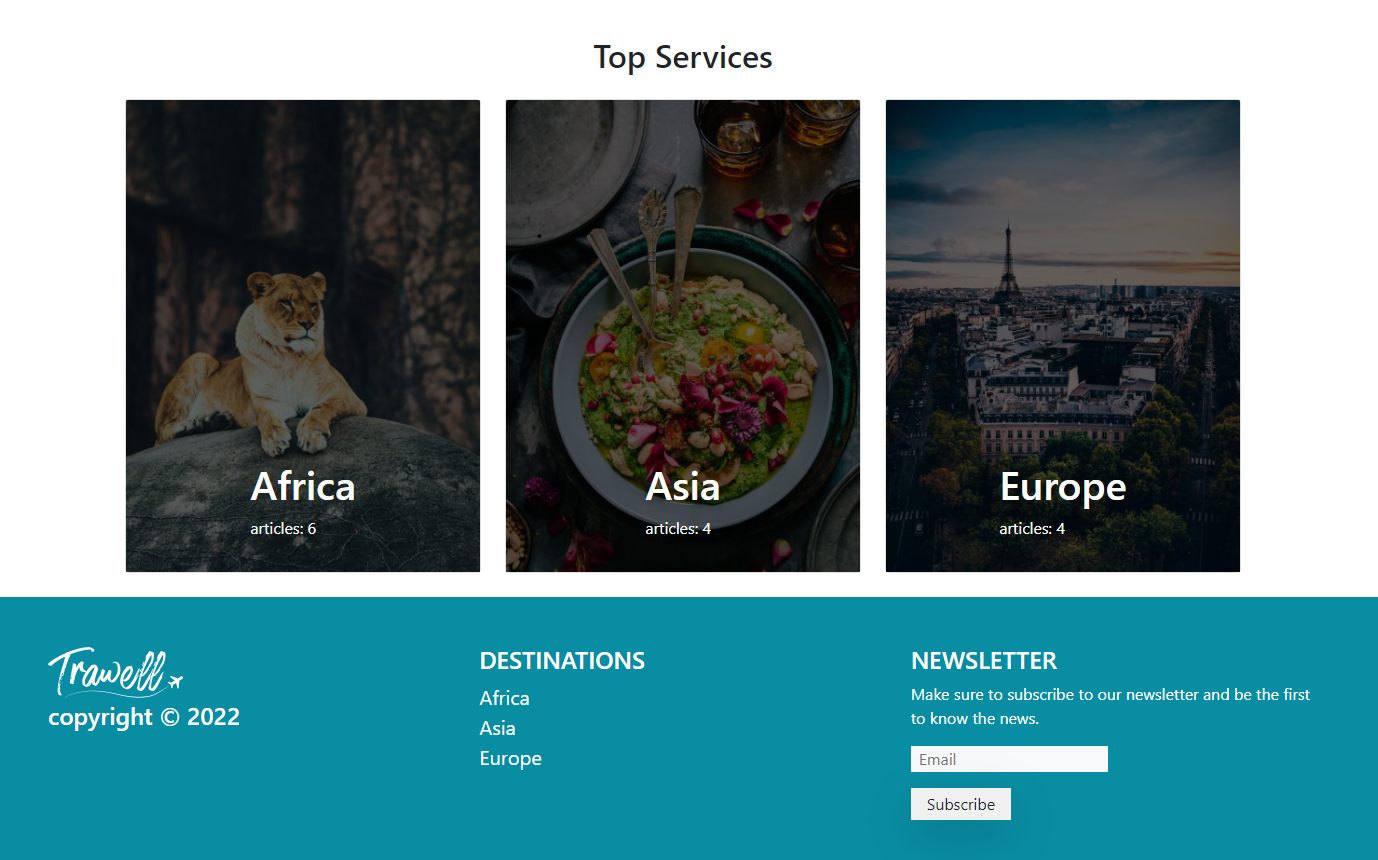 Top Services
Africa
articles: 6
Asia
articles: 4
Europe
articles: 4
Trawell
copyright © 2022
DESTINATIONS
Africa
Asia
Europe
NEWSLETTER
Make sure to subscribe to our newsletter and be the first
to know the news.
Email
Subscribe